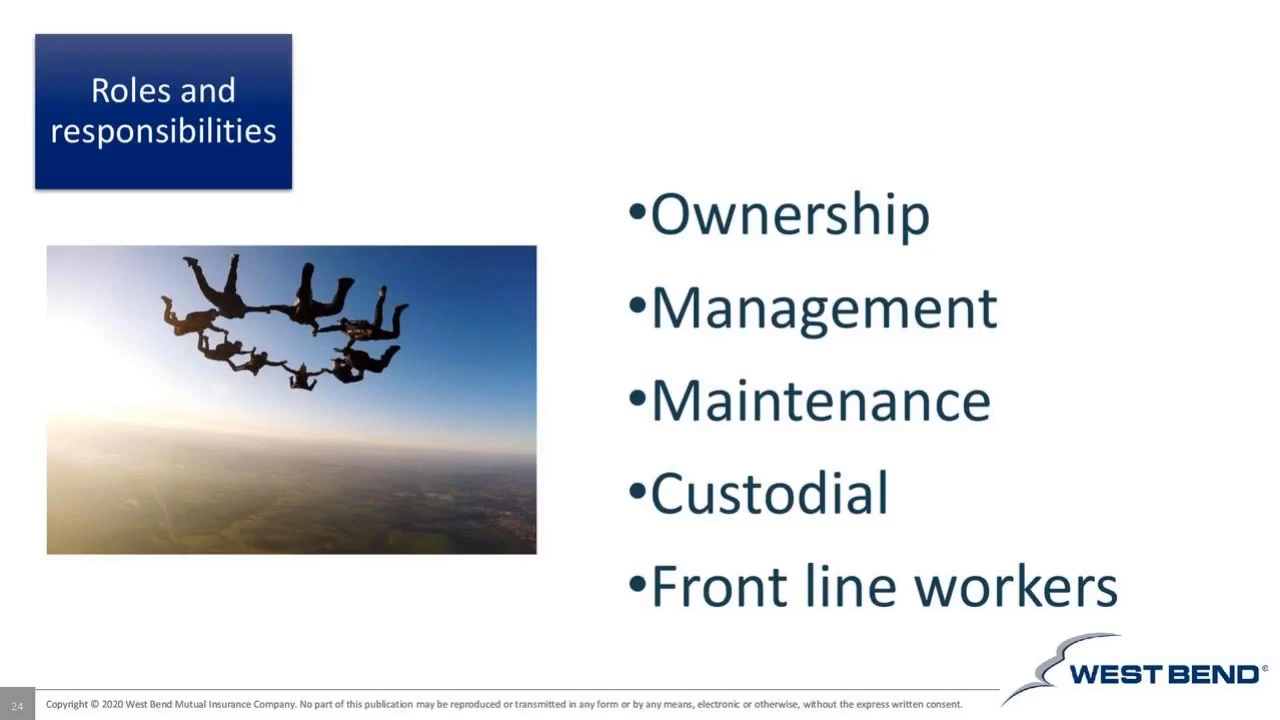 Roles and
responsibilities
•Ownership
•Management
•Maintenance
•Custodial
•Front line workers
WEST BEND®
24
Copyright © 2020 West Bend Mutual Insurance Company. No part of this publication may be reproduced or transmitted in any form or by any means, electronic or otherwise, without the express written consent.